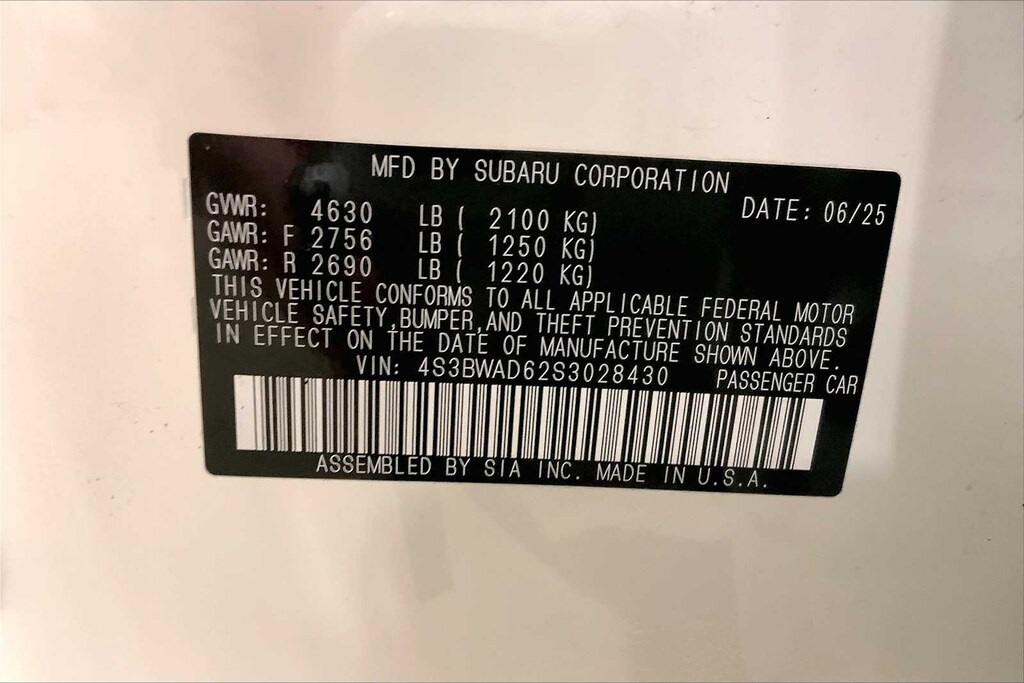 MFD BY SUBARU CORPORATION
GVWR: 4630 LB ( 2100 KG) DATE: 06/25
GAWR: F 2756 LB ( 1250 KG)
GAWR: R 2690 LB ( 1220 KG)
THIS VEHICLE CONFORMS TO ALL APPLICABLE FEDERAL MOTOR
VEHICLE SAFETY,BUMPER,AND THEFT PREVENTION STANDARDS
IN EFFECT ON THE DATE OF MANUFACTURE SHOWN ABOVE.
VIN: 4S3BWAD62S3028430 PASSENGER CAR
ASSEMBLED BY SIA INC. MADE IN U.S.A.